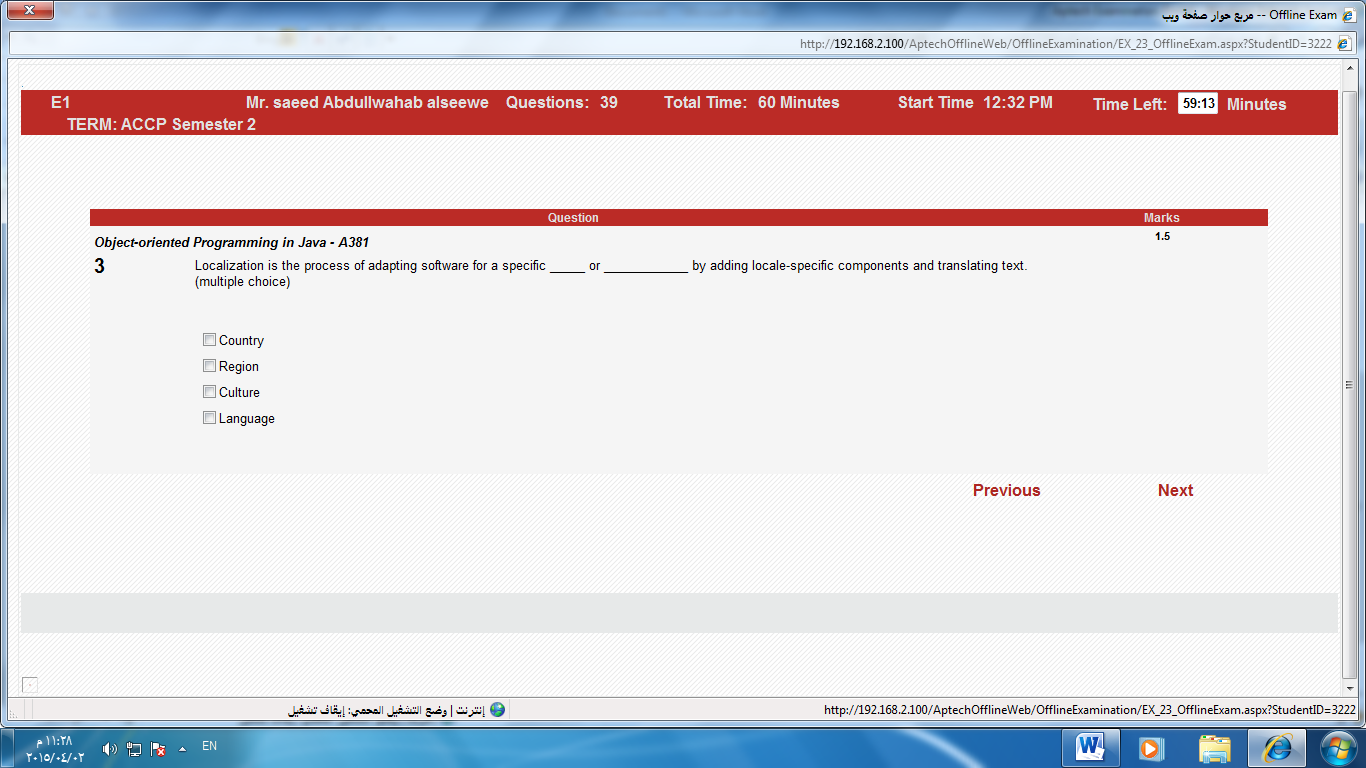 Offline Exam -- مربع حوار صفحة ويب
http://192.168.2.100/AptechOfflineWeb/OfflineExamination/EX_23_OfflineExam.aspx?StudentID=3222
E1 Mr. saeed Abdullwahab alseewe Questions: 39 Total Time: 60 Minutes Start Time 12:32 PM Time Left: 59:13 Minutes
TERM: ACCP Semester 2
Question Marks
Object-oriented Programming in Java - A381 1.5
3 Localization is the process of adapting software for a specific _____ or ____________ by adding locale-specific components and translating text.
(multiple choice)
Country
Region
Culture
Language
Previous Next
إنترنت | وضع التشغيل المحمي: إيقاف تشغيل http://192.168.2.100/AptechOfflineWeb/OfflineExamination/EX_23_OfflineExam.aspx?StudentID=3222
EN
١١:٢٨ م
٢٠١٥/٠٤/٠٢